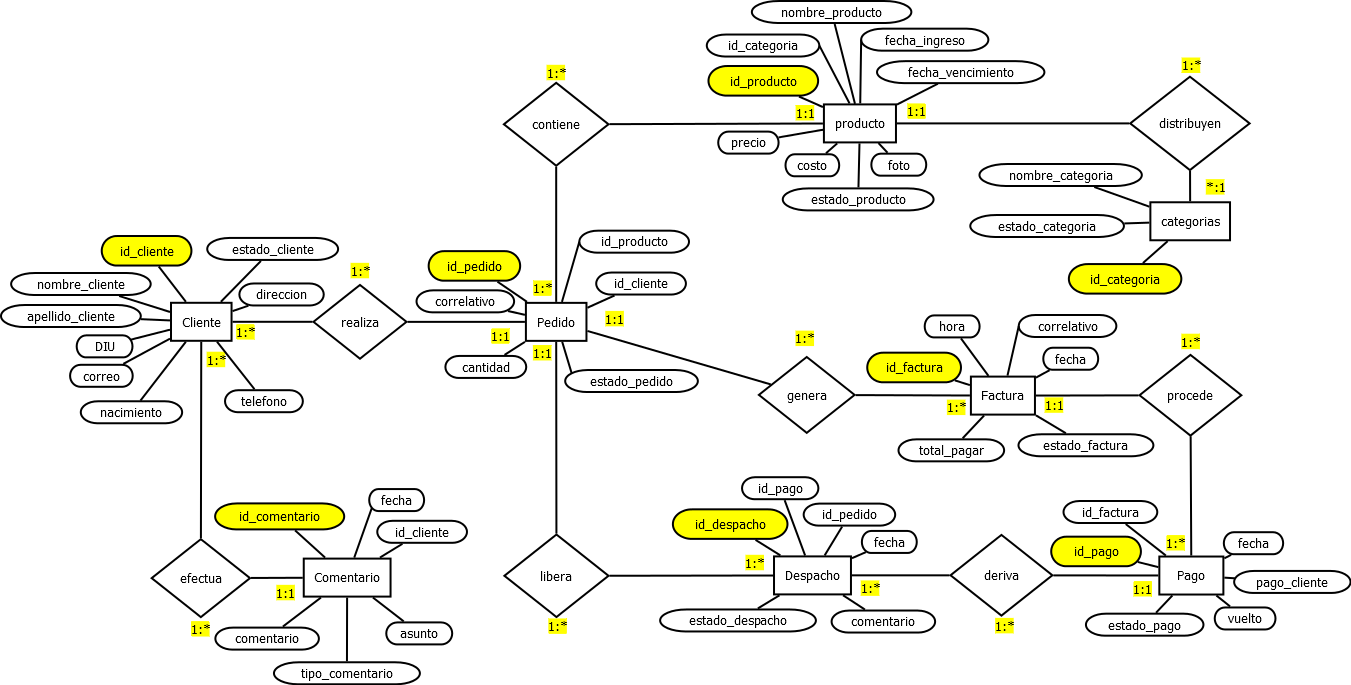 nombre_producto
id_categoria
fecha_ingreso
id_producto
fecha_vencimiento
1:*
1:*
1:1
1:1
contiene
producto
distribuyen
precio
costo
foto
nombre_categoria
estado_producto
*:1
estado_categoria
categorias
id_categoria
id_cliente
estado_cliente
nombre_cliente
direccion
apellido_cliente
Cliente
DIU
correo
nacimiento
telefono
1:*
1:*
1:*
realiza
id_pedido
id_producto
correlativo
id_cliente
1:*
Pedido
1:1
1:1
1:1
cantidad
estado_pedido
1:*
genera
hora
correlativo
id_factura
fecha
1:*
Factura
1:1
total_pagar
estado_factura
1:*
procede
id_comentario
fecha
id_cliente
efectua
Comentario
1:1
1:*
comentario
asunto
tipo_comentario
libera
1:*
id_pago
id_despacho
id_pedido
fecha
1:*
Despacho
1:*
estado_despacho
comentario
deriva
1:*
id_factura
1:*
id_pago
fecha
Pago
pago_cliente
1:1
estado_pago
vuelto